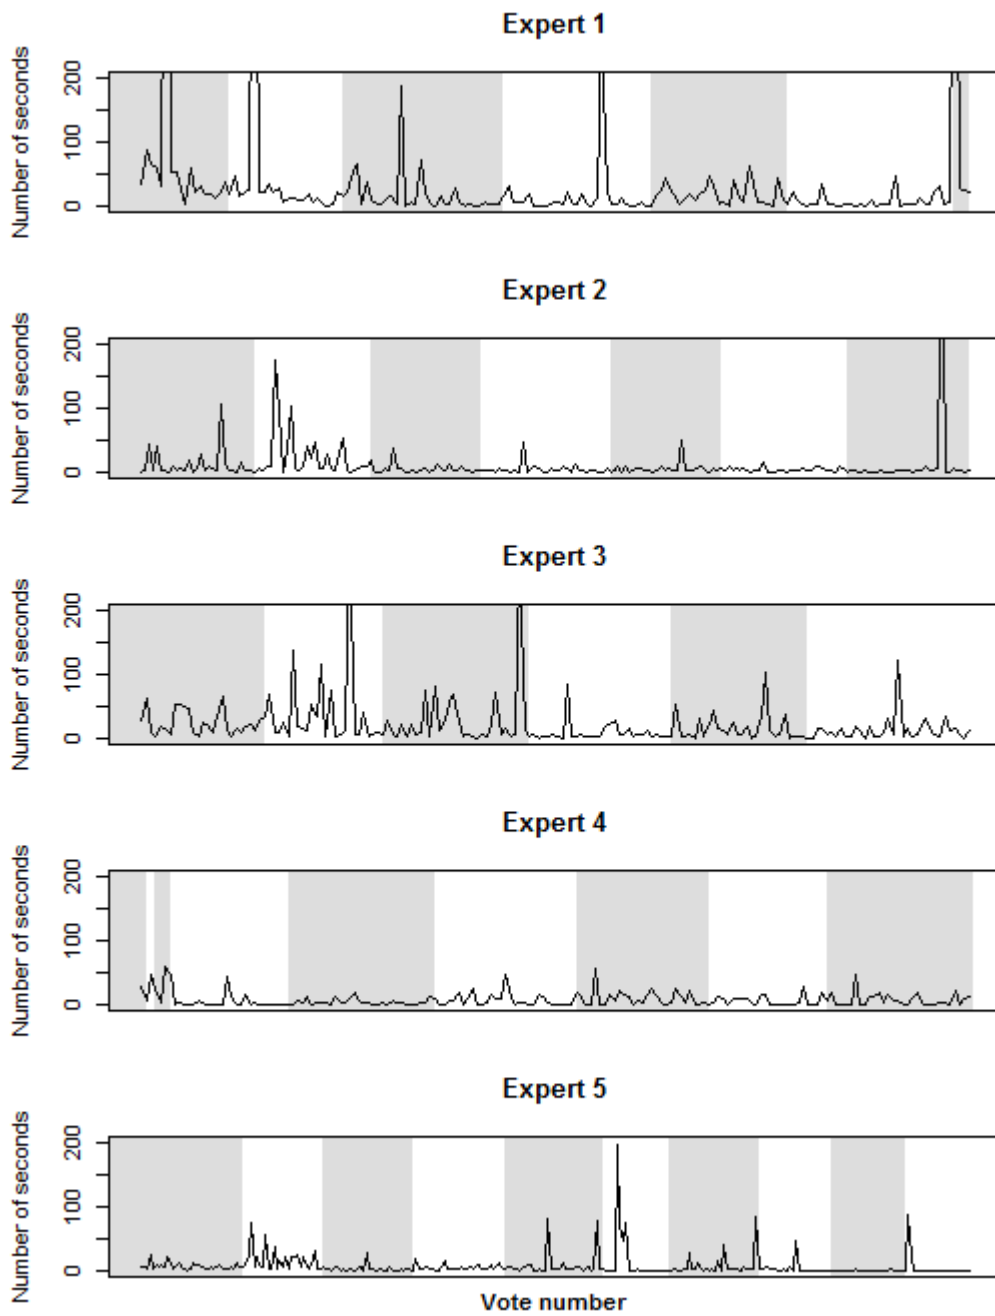 Expert 1
Number of seconds
200
100
0
Expert 2
Number of seconds
200
100
0
Expert 3
Number of seconds
200
100
0
Expert 4
Number of seconds
200
100
0
Expert 5
Number of seconds
200
100
0
Vote number